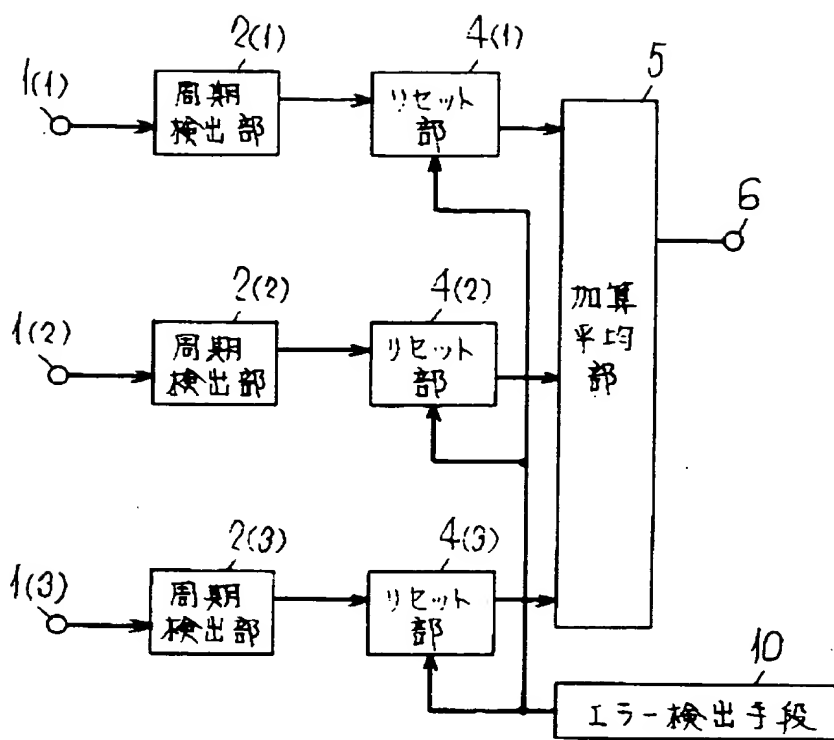 1(1)
2(1)
周期
検出部
4(1)
リセット
部
5
加算
平均
部
6
1(2)
2(2)
周期
検出部
4(2)
リセット
部
1(3)
2(3)
周期
検出部
4(3)
リセット
部
10
エラー検出手段